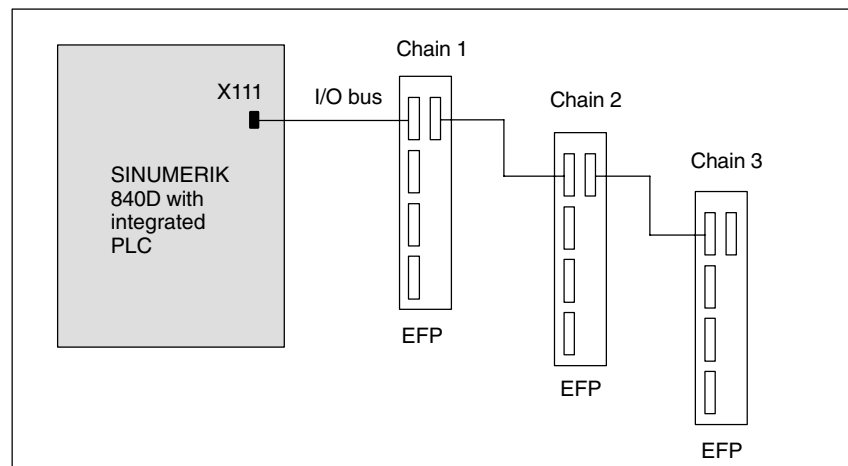 Chain 1
X111
I/O bus
Chain 2
Chain 3
SINUMERIK
840D with
integrated
PLC
EFP
EFP
EFP